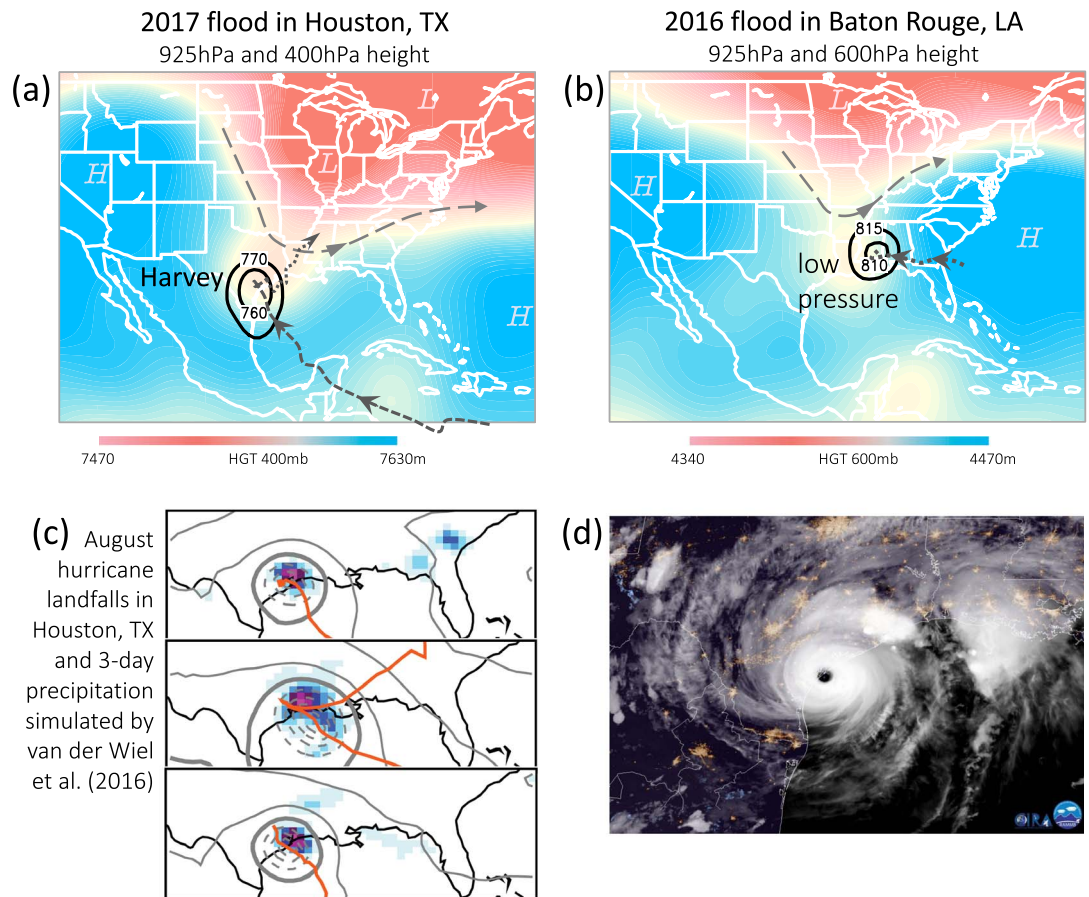 2017 flood in Houston, TX
925hPa and 400hPa height
(a)
L
H
L
770
Harvey
760
H
7470
HGT 400mb
7630m
2016 flood in Baton Rouge, LA
925hPa and 600hPa height
(b)
L
H
815
H
low
810
pressure
4340
HGT 600mb
4470m
(c) August
hurricane
landfalls in
Houston, TX
and 3-day
precipitation
simulated by
van der Wiel
et al. (2016)
(d)
CIRA